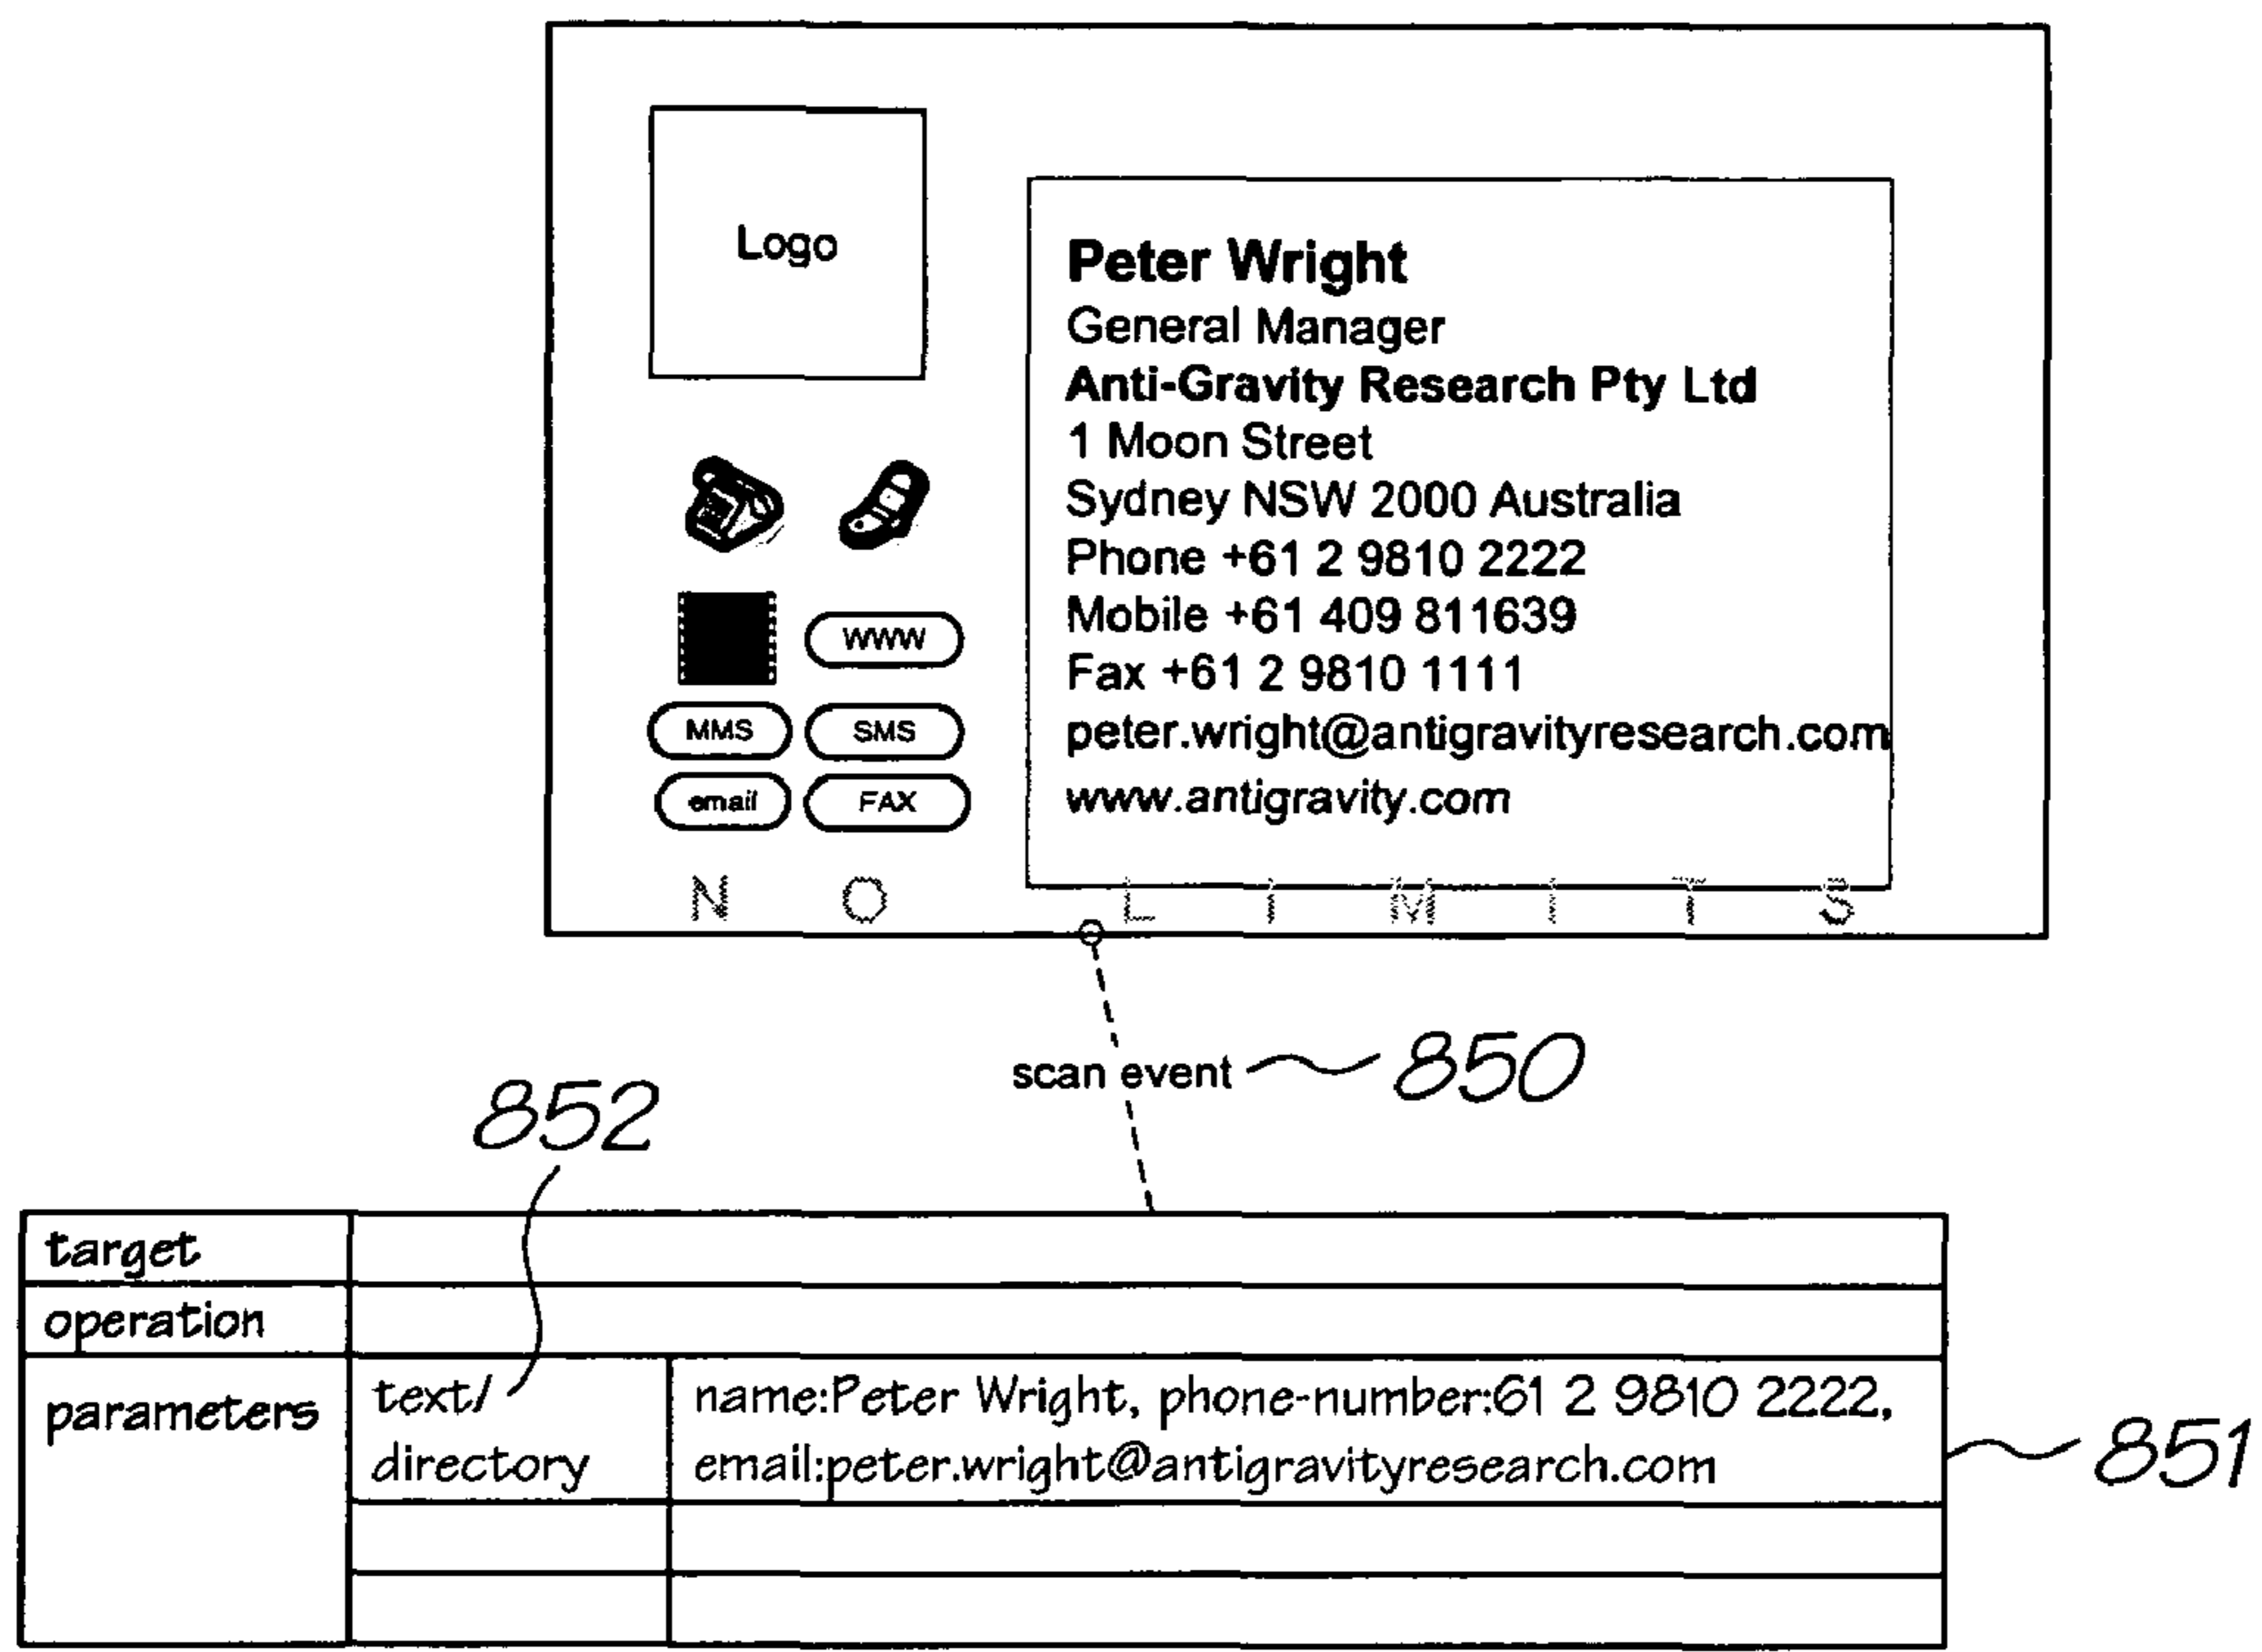 Logo
Peter Wright
General Manager
Anti-Gravity Research Pty Ltd
1 Moon Street
Sydney NSW 2000 Australia
Phone +61 2 9810 2222
Mobile +61 409 811639
Fax +61 2 9810 1111
peter.wright@antigravityresearch.com
www.antigravity.com
WWW
MMS SMS
email FAX
N O L I M I T S
scan event 850
852
target
operation
parameters
text/
directory
name:Peter Wright, phone-number:61 2 9810 2222,
email:peter.wright@antigravityresearch.com
851